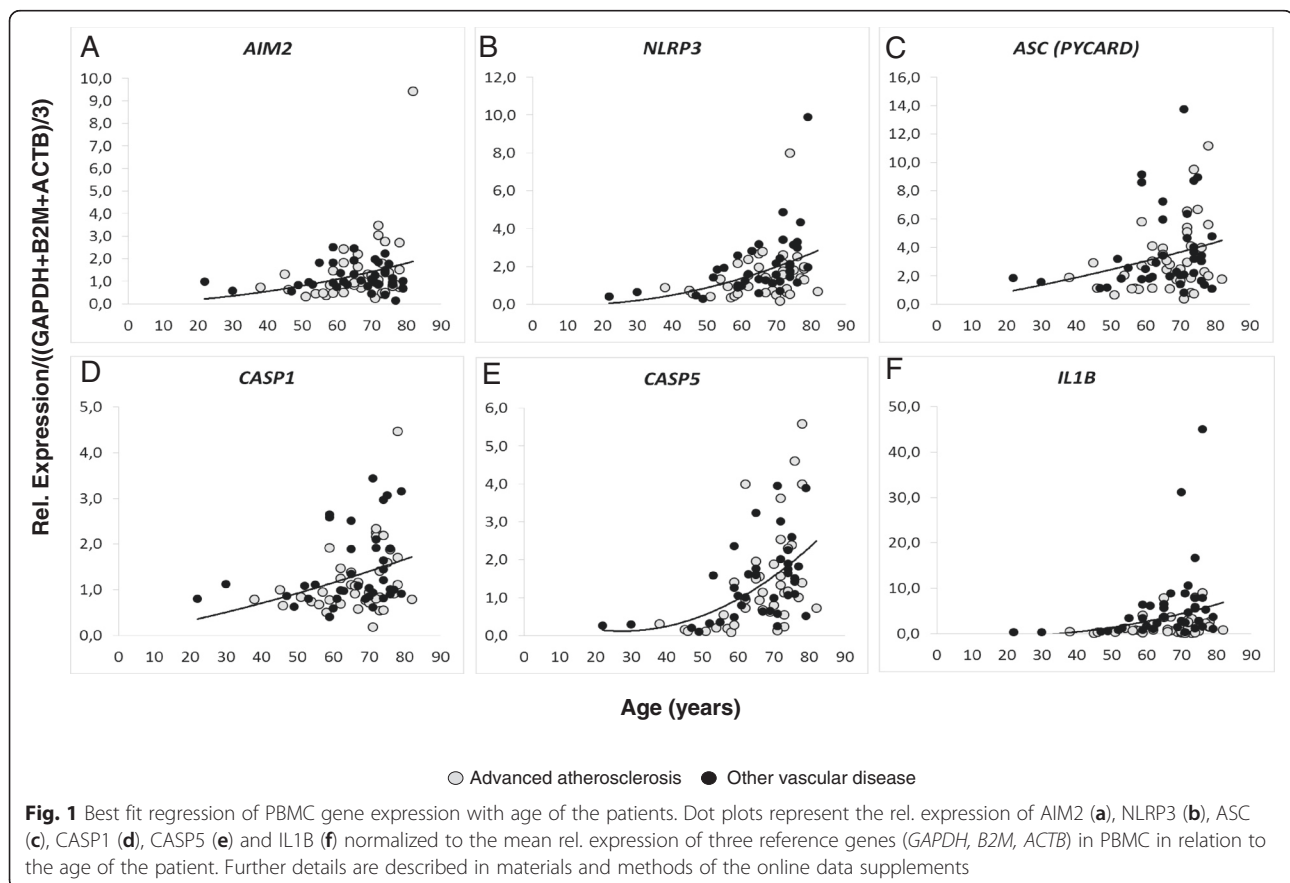 A
AIM2
10,0
9,0
8,0
7,0
6,0
5,0
4,0
3,0
2,0
1,0
0,0
0 10 20 30 40 50 60 70 80 90
B
NLRP3
12,0
10,0
8,0
6,0
4,0
2,0
0,0
0 10 20 30 40 50 60 70 80 90
C
ASC (PYCARD)
16,0
14,0
12,0
10,0
8,0
6,0
4,0
2,0
0,0
0 10 20 30 40 50 60 70 80 90
Rel. Expression/((GAPDH+B2M+ACTB)/3)
D
CASP1
5,0
4,0
3,0
2,0
1,0
0,0
0 10 20 30 40 50 60 70 80 90
E
CASP5
6,0
5,0
4,0
3,0
2,0
1,0
0,0
0 10 20 30 40 50 60 70 80 90
F
IL1B
50,0
40,0
30,0
20,0
10,0
0,0
0 10 20 30 40 50 60 70 80 90
Age (years)
Advanced atherosclerosis Other vascular disease
Fig. 1 Best fit regression of PBMC gene expression with age of the patients. Dot plots represent the rel. expression of AIM2 (a), NLRP3 (b), ASC
(c), CASP1 (d), CASP5 (e) and IL1B (f) normalized to the mean rel. expression of three reference genes (GAPDH, B2M, ACTB) in PBMC in relation to
the age of the patient. Further details are described in materials and methods of the online data supplements